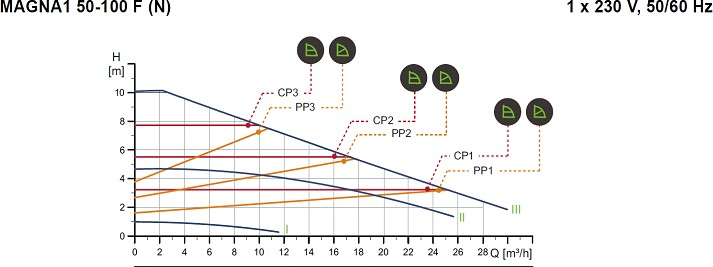 MAGNA1 50-100 F (N)
1 x 230 V, 50/60 Hz
H
[m]
10
8
6
4
2
0
CP3
PP3
CP2
PP2
CP1
PP1
I
II
III
0 2 4 6 8 10 12 14 16 18 20 22 24 26 28 Q [m³/h]